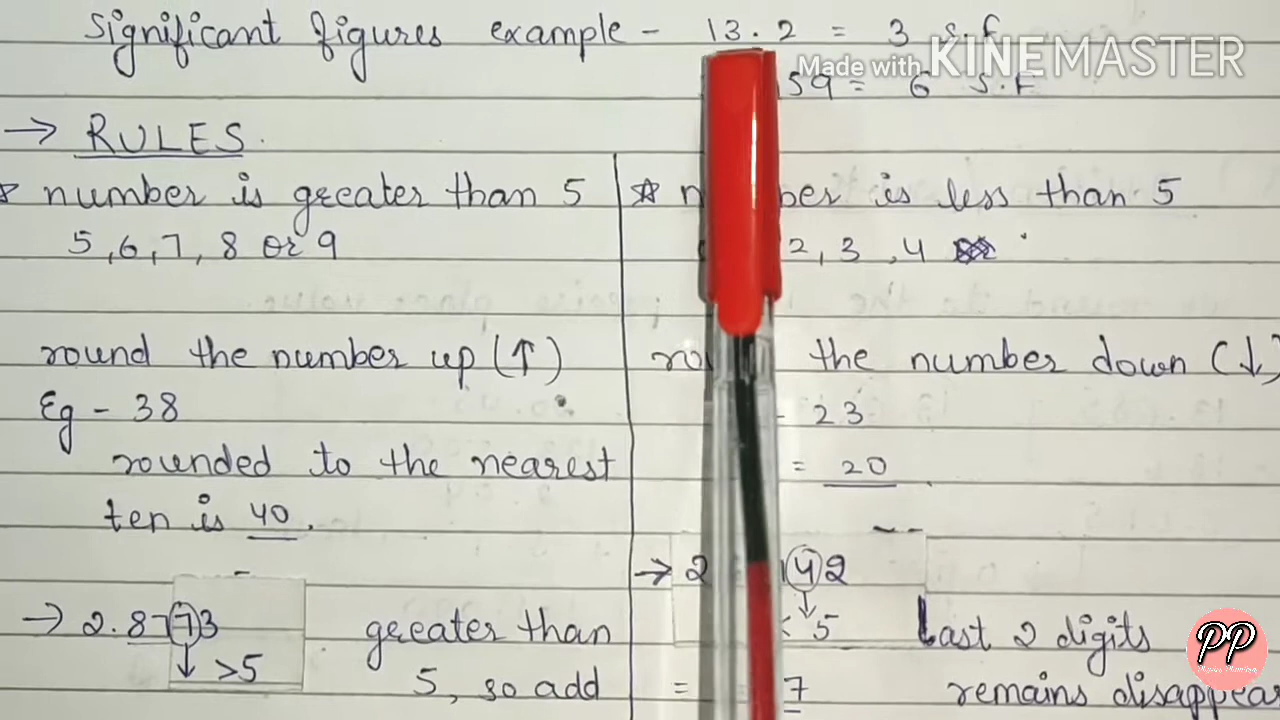 Significant figures example - 13.2 = 3 s.f
Made with KINEMASTER
59 = 6 S.F
→ RULES.
☆ number is greater than 5
5, 6, 7, 8 or 9
round the number up (↑)
Eg - 38
rounded to the nearest
ten is 40.
→ 2.8773
↓ >5
greater than
5, so add
☆ is less than 5
2, 3, 4
the number down (↓)
23
= 20
→ 2 42
↓
< 5 Last 2 digits
= 7 remains disappear
PP